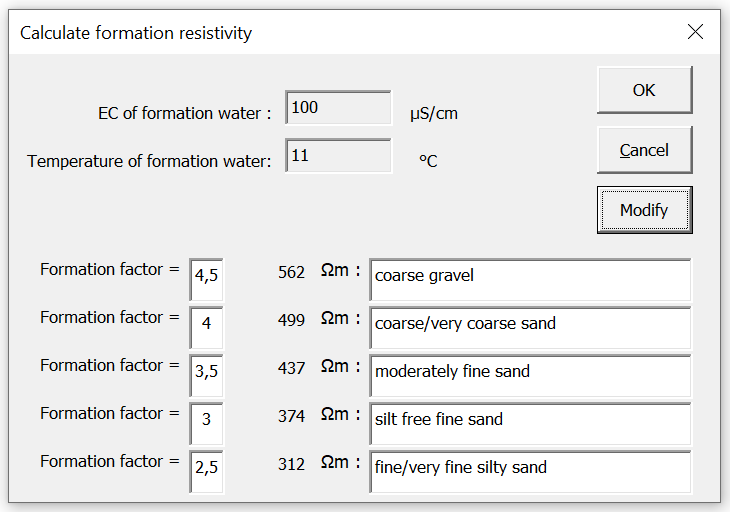 Calculate formation resistivity
EC of formation water : 100 µS/cm
OK
Temperature of formation water: 11 °C
Cancel
Modify
Formation factor = 4,5 562 Ωm : coarse gravel
Formation factor = 4 499 Ωm : coarse/very coarse sand
Formation factor = 3,5 437 Ωm : moderately fine sand
Formation factor = 3 374 Ωm : silt free fine sand
Formation factor = 2,5 312 Ωm : fine/very fine silty sand